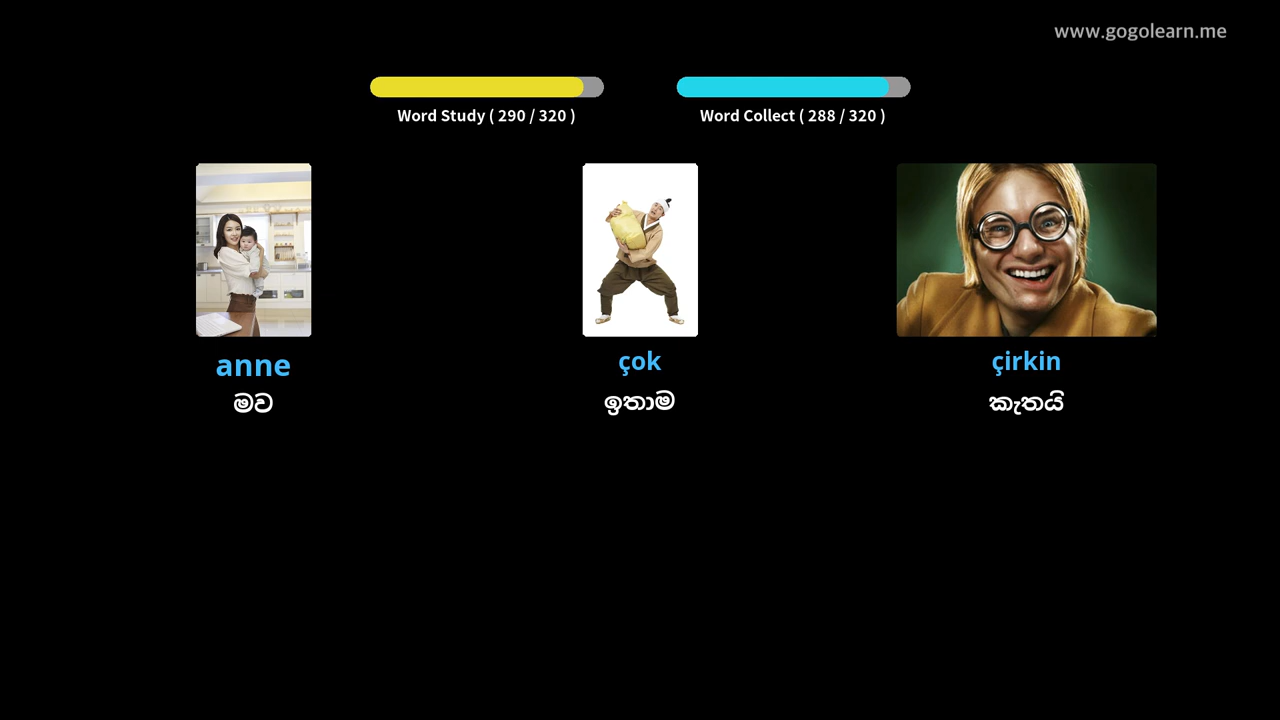 www.gogolearn.me
Word Study ( 290 / 320 )
Word Collect ( 288 / 320 )
anne
මව
çok
ඉතාම
çirkin
කැතයි